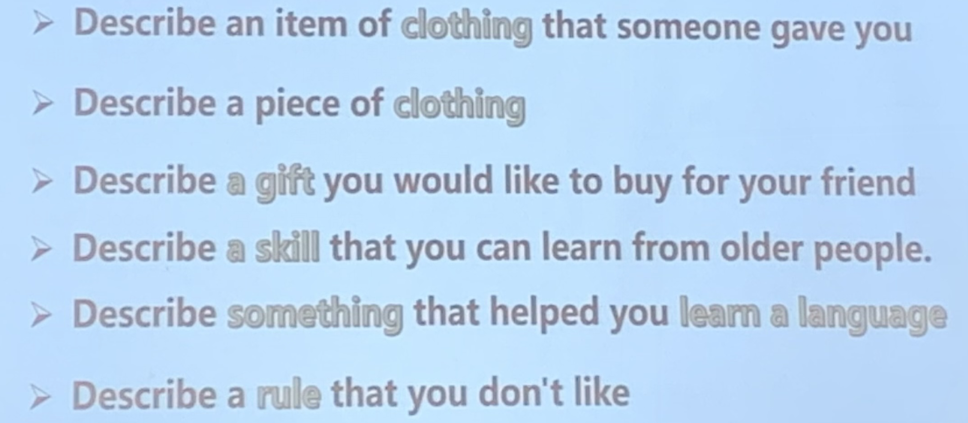 ➢ Describe an item of clothing that someone gave you
➢ Describe a piece of clothing
➢ Describe a gift you would like to buy for your friend
➢ Describe a skill that you can learn from older people.
➢ Describe something that helped you learn a language
➢ Describe a rule that you don't like